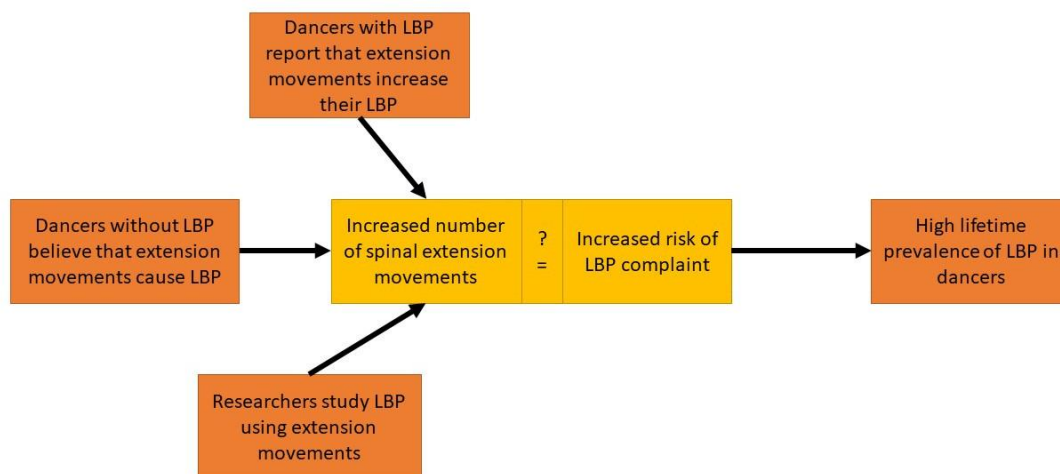 Dancers with LBP
report that extension
movements increase
their LBP
Dancers without LBP
believe that extension
movements cause LBP
Increased number
of spinal extension
movements
?
=
Increased risk of
LBP complaint
High lifetime
prevalence of LBP in
dancers
Researchers study LBP
using extension
movements